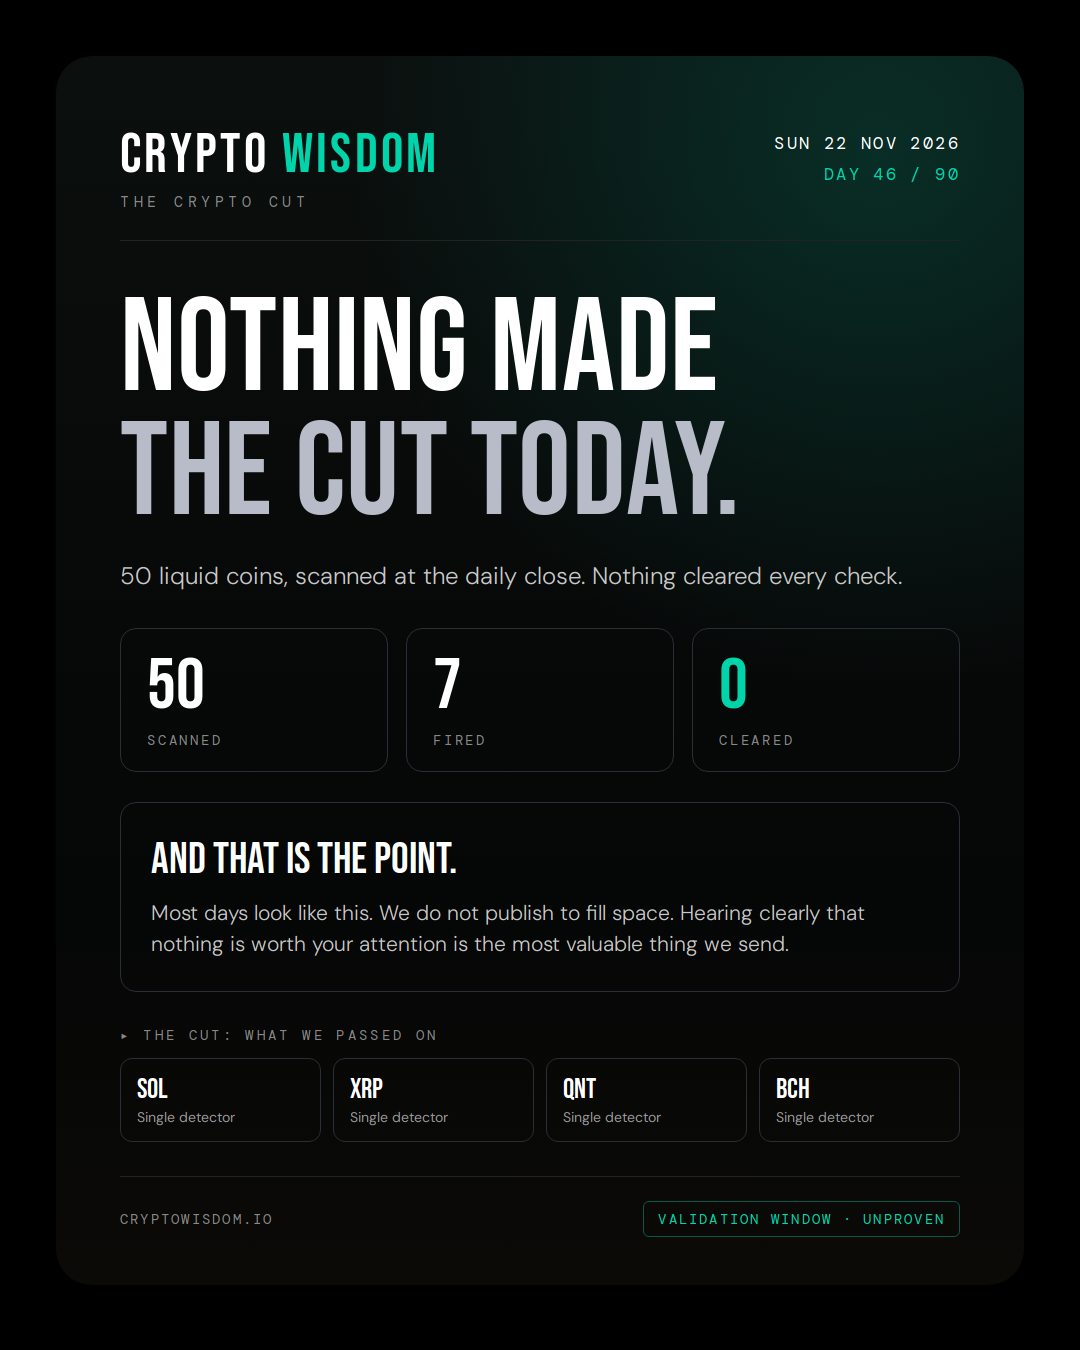 CRYPTO WISDOM
THE CRYPTO CUT
SUN 22 NOV 2026
DAY 46 / 90
NOTHING MADE
THE CUT TODAY.
50 liquid coins, scanned at the daily close. Nothing cleared every check.
50
SCANNED
7
FIRED
0
CLEARED
AND THAT IS THE POINT.
Most days look like this. We do not publish to fill space. Hearing clearly that
nothing is worth your attention is the most valuable thing we send.
▸ THE CUT: WHAT WE PASSED ON
SOL
Single detector
XRP
Single detector
QNT
Single detector
BCH
Single detector
CRYPTOWISDOM.IO
VALIDATION WINDOW · UNPROVEN